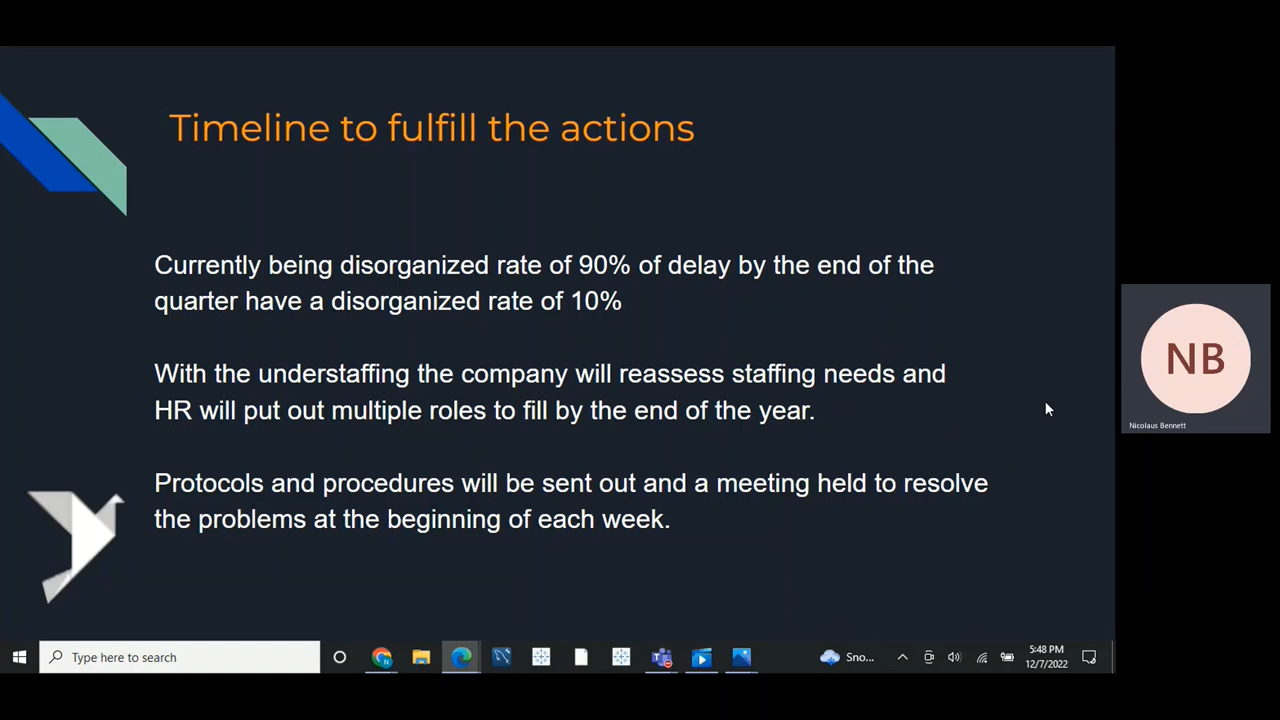 Timeline to fulfill the actions
Currently being disorganized rate of 90% of delay by the end of the
quarter have a disorganized rate of 10%
With the understaffing the company will reassess staffing needs and
HR will put out multiple roles to fill by the end of the year.
Protocols and procedures will be sent out and a meeting held to resolve
the problems at the beginning of each week.
NB
Nicolaus Bennett
Type here to search
N
Sno...
5:48 PM
12/7/2022